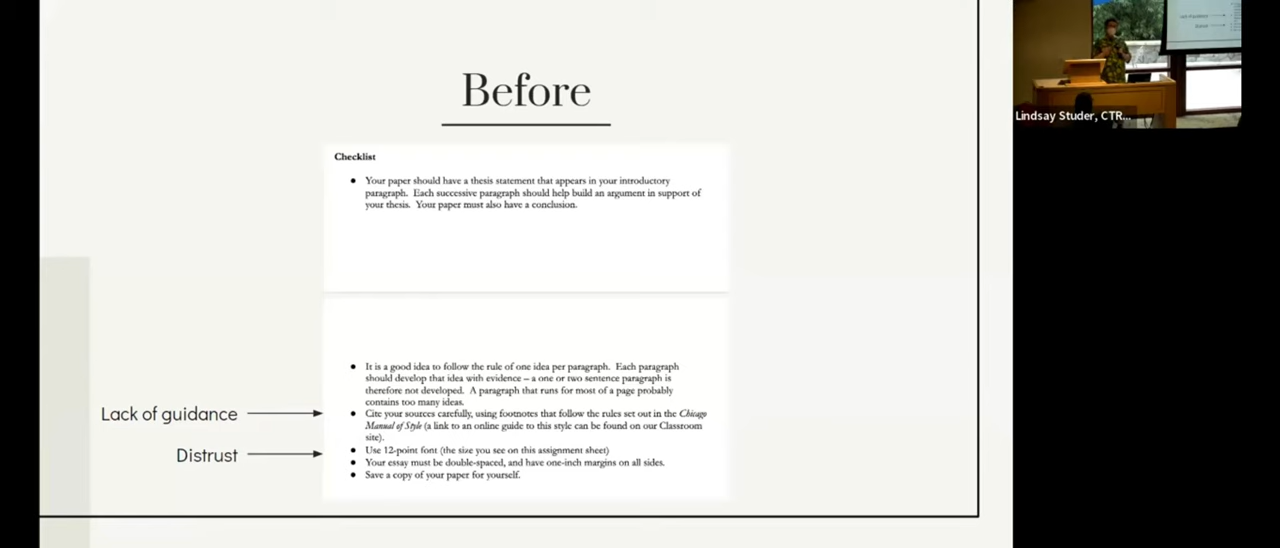 Before
Checklist
● Your paper should have a thesis statement that appears in your introductory
paragraph. Each successive paragraph should help build an argument in support of
your thesis. Your paper must also have a conclusion.
● It is a good idea to follow the rule of one idea per paragraph. Each paragraph
should develop that idea with evidence – a one or two sentence paragraph is
therefore not developed. A paragraph that runs for most of a page probably
contains too many ideas.
Lack of guidance
● Cite your sources carefully, using footnotes that follow the rules set out in the Chicago
Manual of Style (a link to an online guide to this style can be found on our Classroom
site).
Distrust
● Use 12-point font (the size you see on this assignment sheet)
● Your essay must be double-spaced, and have one-inch margins on all sides.
● Save a copy of your paper for yourself.
Lindsay Studer, CTR...